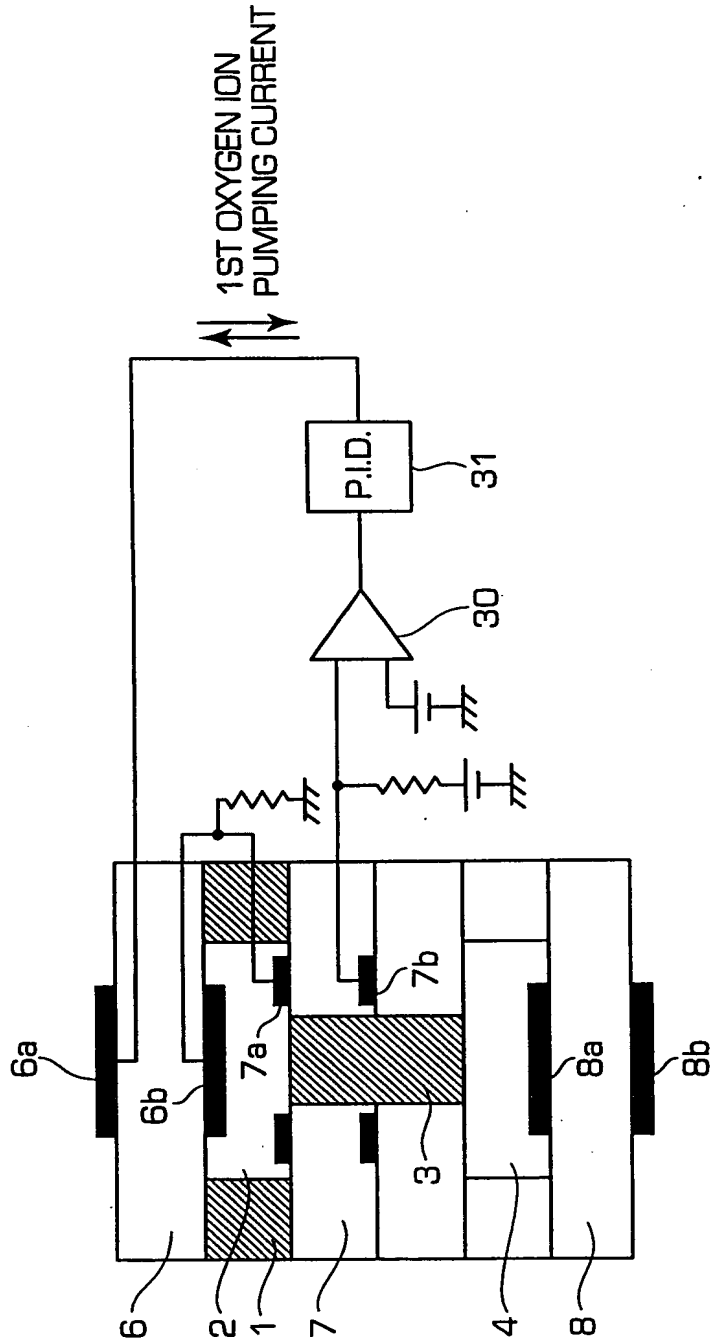 6a
6
6b
2
1
7a
7
7b
3
4
8a
8
8b
30
P.I.D.
31
1ST OXYGEN ION
PUMPING CURRENT